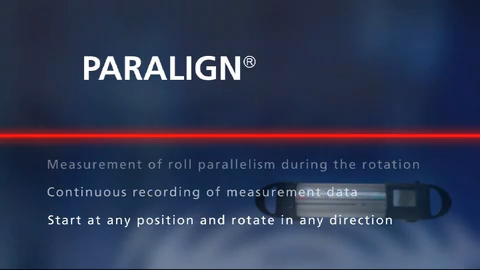 PARALIGN®
Measurement of roll parallelism during the rotation
Continuous recording of measurement data
Start at any position and rotate in any direction